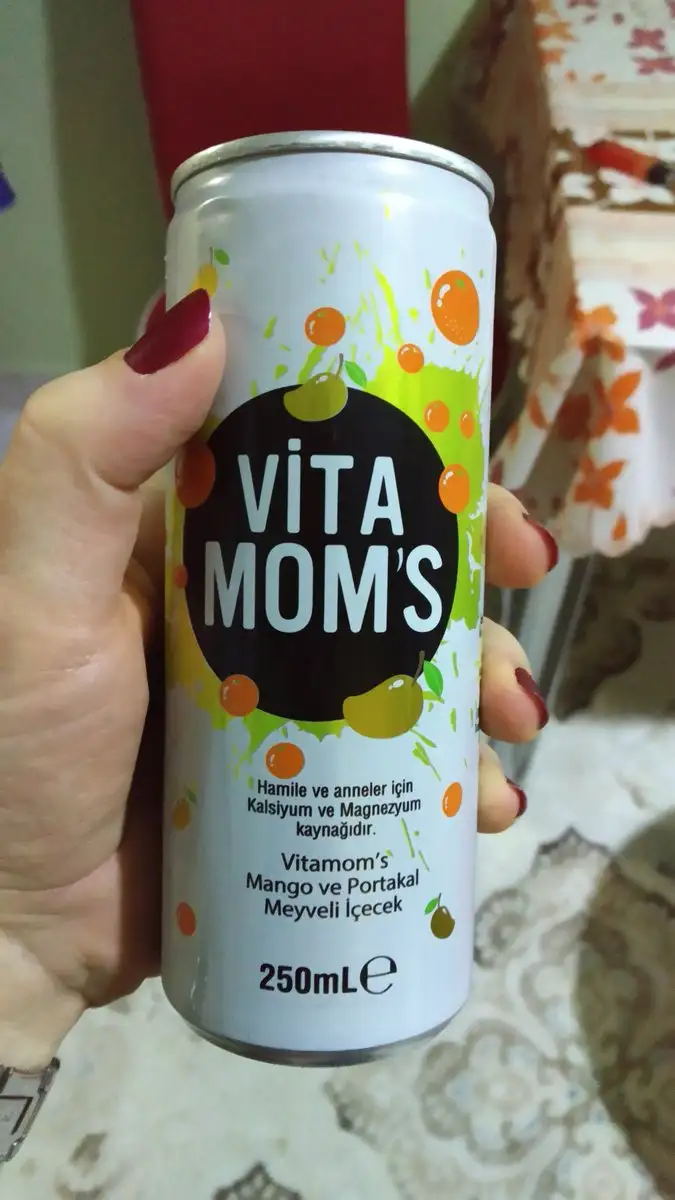 VİTA
MOM'S
Hamile ve anneler için
Kalsiyum ve Magnezyum
kaynağıdır.
Vitamom's
Mango ve Portakal
Meyveli İçecek
250mL℮